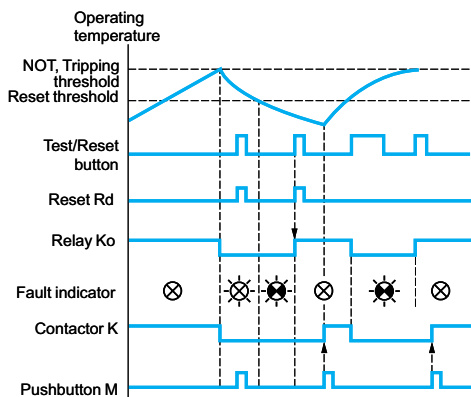 Operating
temperature
NOT, Tripping
threshold
Reset threshold
Test/Reset
button
Reset Rd
Relay Ko
Fault indicator
Contactor K
Pushbutton M